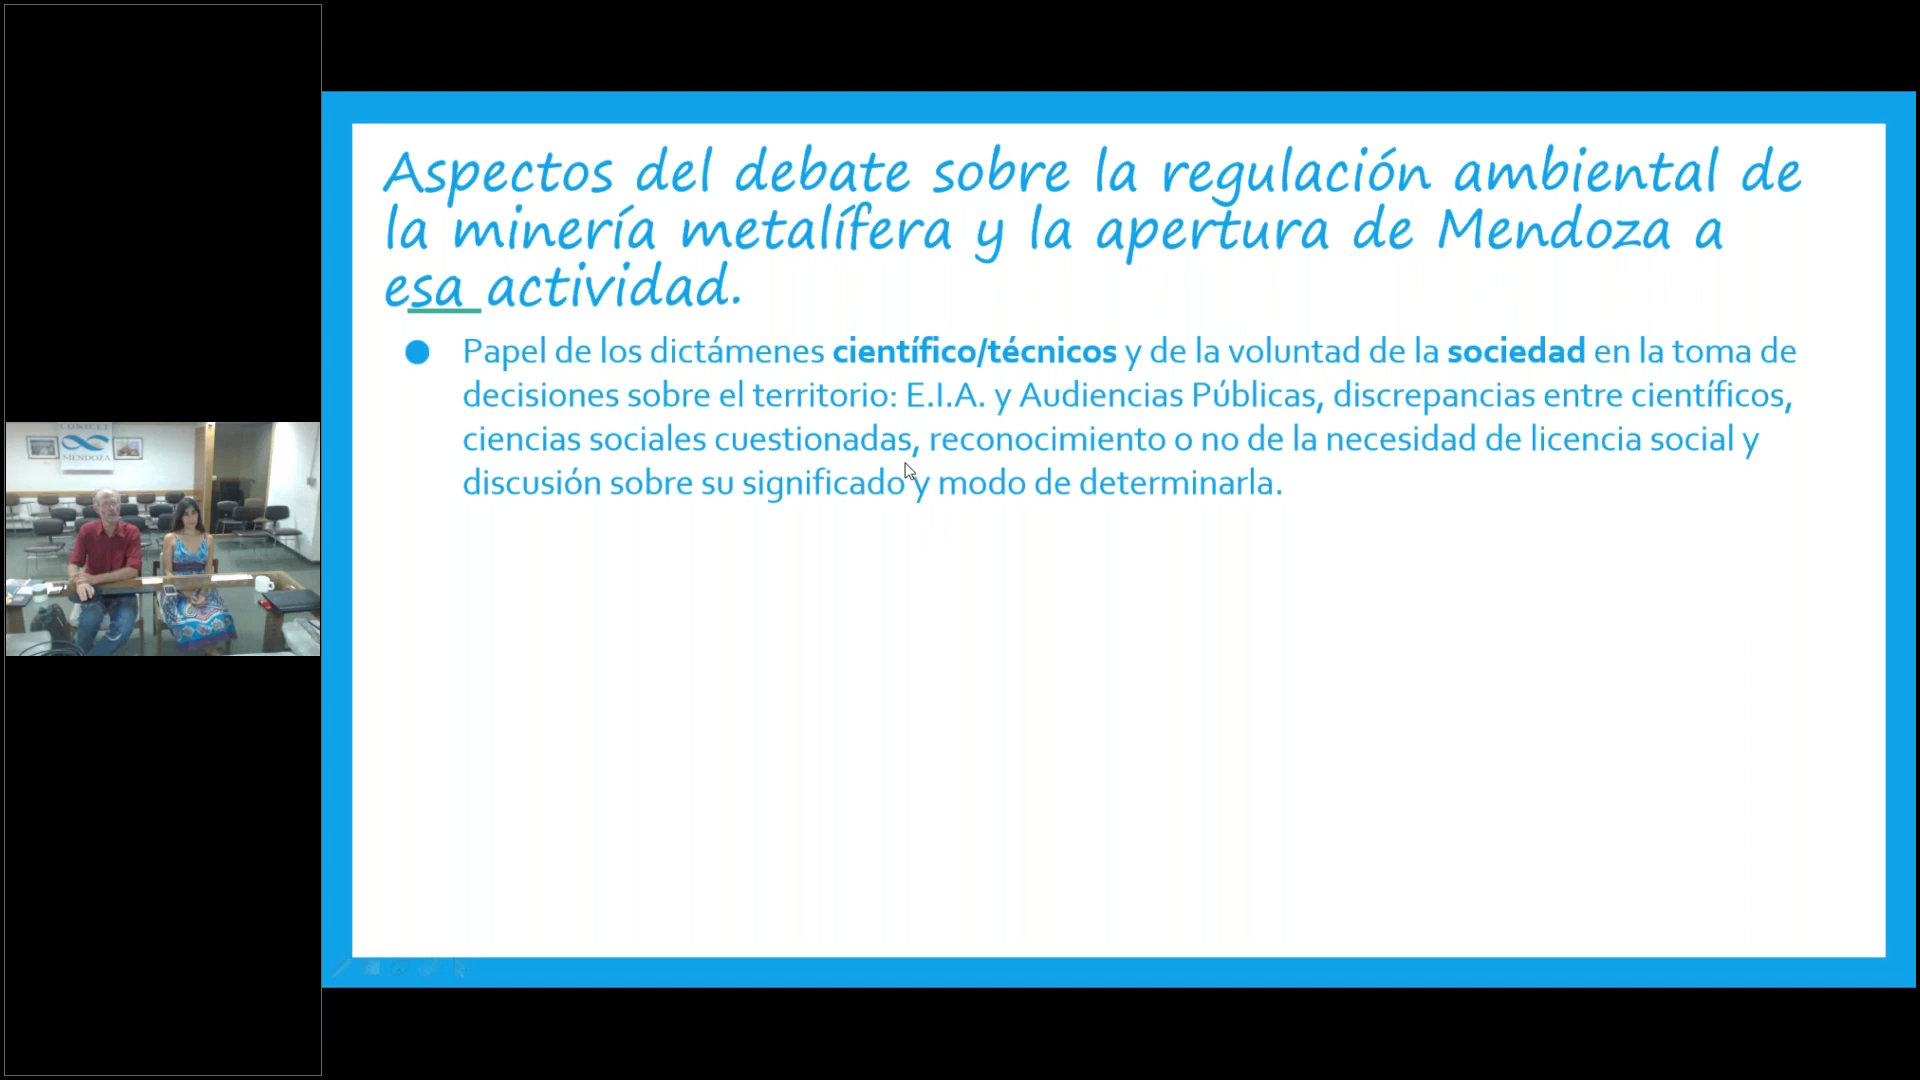 Aspectos del debate sobre la regulación ambiental de
la minería metalífera y la apertura de Mendoza a
esa actividad.
Papel de los dictámenes científico/técnicos y de la voluntad de la sociedad en la toma de
decisiones sobre el territorio: E.I.A. y Audiencias Públicas, discrepancias entre científicos,
ciencias sociales cuestionadas, reconocimiento o no de la necesidad de licencia social y
discusión sobre su significado y modo de determinarla.
CONICET
MENDOZA